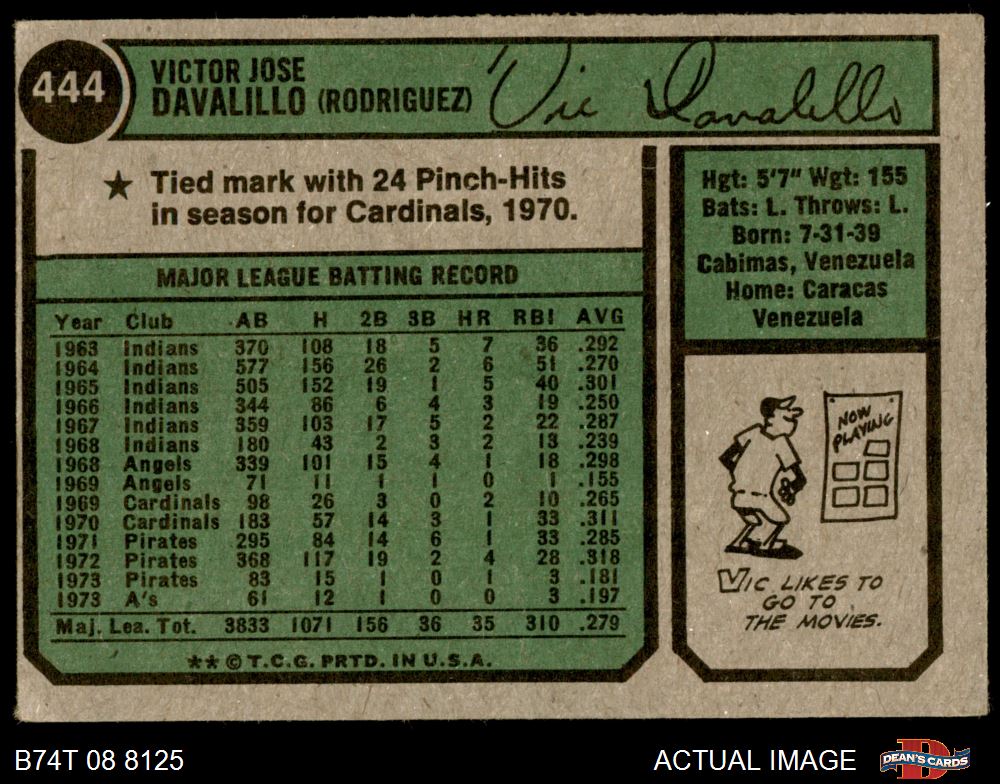 444
VICTOR JOSE
DAVALILLO (RODRIGUEZ)
Vic Davalillo
★ Tied mark with 24 Pinch-Hits
in season for Cardinals, 1970.
MAJOR LEAGUE BATTING RECORD
Year Club AB H 2B 3B HR RBI AVG
1963 Indians 370 108 18 5 7 36 .292
1964 Indians 577 156 26 2 6 51 .270
1965 Indians 505 152 19 1 5 40 .301
1966 Indians 344 86 6 4 3 19 .250
1967 Indians 359 103 17 5 2 22 .287
1968 Indians 180 43 2 3 2 13 .239
1968 Angels 339 101 15 4 1 18 .298
1969 Angels 71 11 1 1 0 1 .155
1969 Cardinals 98 26 3 0 2 10 .265
1970 Cardinals 183 57 14 3 1 33 .311
1971 Pirates 295 84 14 6 1 33 .285
1972 Pirates 368 117 19 2 4 28 .318
1973 Pirates 83 15 1 0 1 3 .181
1973 A's 61 12 1 0 0 3 .197
Maj. Lea. Tot. 3833 1071 156 36 35 310 .279
** © T.C.G. PRTD. IN U.S.A.
Hgt: 5'7" Wgt: 155
Bats: L. Throws: L.
Born: 7-31-39
Cabimas, Venezuela
Home: Caracas
Venezuela
NOW
PLAYING
VIC LIKES TO
GO TO
THE MOVIES.
B74T 08 8125
ACTUAL IMAGE
DEAN'S CARDS